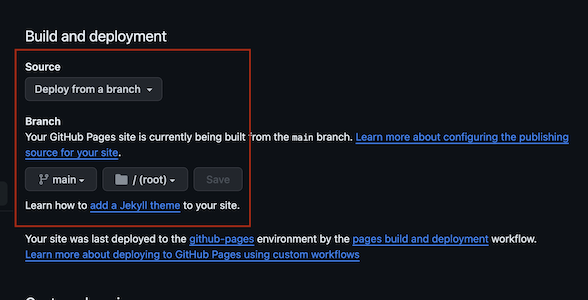 Build and deployment
Source
Deploy from a branch
Branch
Your GitHub Pages site is currently being built from the main branch. Learn more about configuring the publishing
source for your site.
main / (root) Save
Learn how to add a Jekyll theme to your site.
Your site was last deployed to the github-pages environment by the pages build and deployment workflow.
Learn more about deploying to GitHub Pages using custom workflows